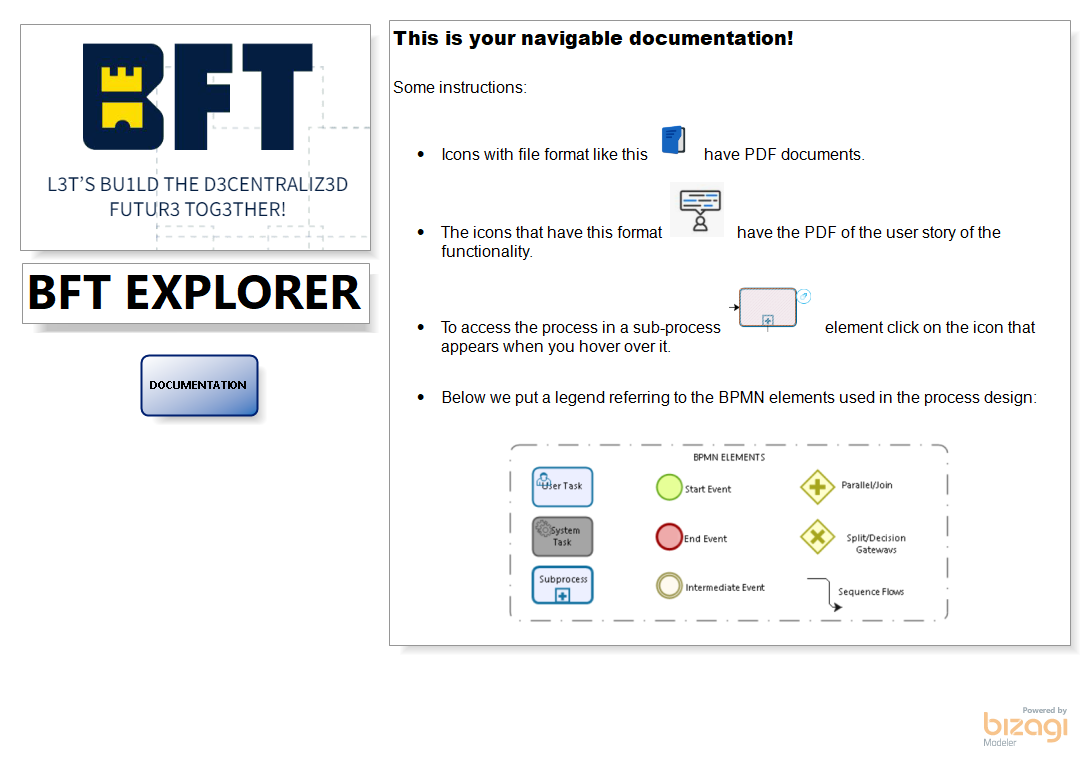 BFT
L3T'S BU1LD THE D3CENTRALIZ3D
FUTUR3 TOG3THER!
BFT EXPLORER
DOCUMENTATION
This is your navigable documentation!
Some instructions:
• Icons with file format like this have PDF documents.
• The icons that have this format have the PDF of the user story of the
functionality.
• To access the process in a sub-process element click on the icon that
appears when you hover over it.
• Below we put a legend referring to the BPMN elements used in the process design:
BPMN ELEMENTS
User Task
Start Event
Parallel/Join
System
Task
End Event
Split/Decision
Gateways
Subprocess
Intermediate Event
Sequence Flows
Powered by
bizagi
Modeler